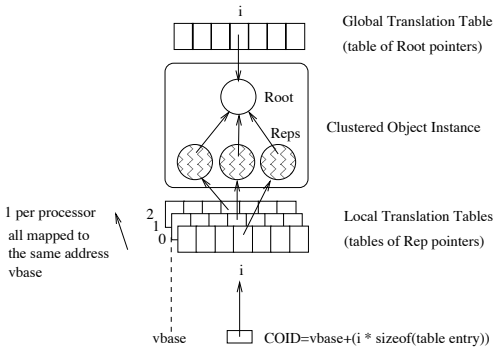 i
Global Translation Table
(table of Root pointers)
Root
Reps
Clustered Object Instance
1 per processor
all mapped to
the same address
vbase
2
1
0
Local Translation Tables
(tables of Rep pointers)
i
vbase
COID=vbase+(i * sizeof(table entry))